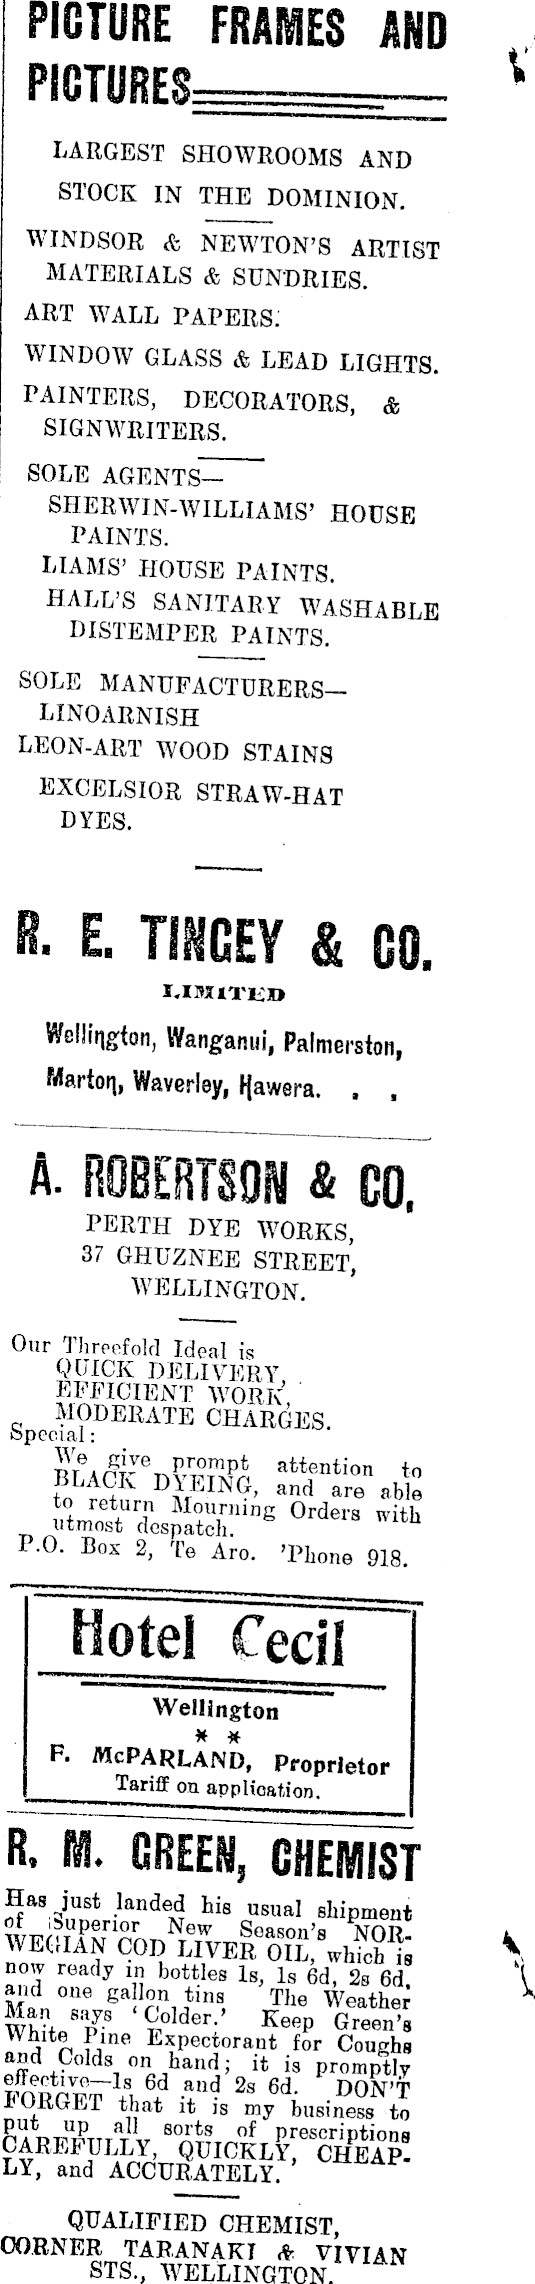 PICTURE FRAMES AND
PICTURES
LARGEST SHOWROOMS AND
STOCK IN THE DOMINION.
WINDSOR & NEWTON'S ARTIST
MATERIALS & SUNDRIES.
ART WALL PAPERS.
WINDOW GLASS & LEAD LIGHTS.
PAINTERS, DECORATORS, &
SIGNWRITERS.
SOLE AGENTS—
SHERWIN-WILLIAMS' HOUSE
PAINTS.
LIAMS' HOUSE PAINTS.
HALL'S SANITARY WASHABLE
DISTEMPER PAINTS.
SOLE MANUFACTURERS—
LINOARNISH
LEON-ART WOOD STAINS
EXCELSIOR STRAW-HAT
DYES.
R. E. TINGEY & CO.
LIMITED
Wellington, Wanganui, Palmerston,
Marton, Waverley, Hawera. . .
A. ROBERTSON & CO,
PERTH DYE WORKS,
37 GHUZNEE STREET,
WELLINGTON.
Our Threefold Ideal is
QUICK DELIVERY,
EFFICIENT WORK,
MODERATE CHARGES.
Special:
We give prompt attention to
BLACK DYEING, and are able
to return Mourning Orders with
utmost despatch.
P.O. Box 2, Te Aro. 'Phone 918.
Hotel Cecil
Wellington
* *
F. McPARLAND, Proprietor
Tariff on application.
R. M. GREEN, CHEMIST
Has just landed his usual shipment
of Superior New Season's NOR-
WEGIAN COD LIVER OIL, which is
now ready in bottles 1s, 1s 6d, 2s 6d.
and one gallon tins The Weather
Man says 'Colder.' Keep Green's
White Pine Expectorant for Coughs
and Colds on hand; it is promptly
effective—1s 6d and 2s 6d. DON'T
FORGET that it is my business to
put up all sorts of prescriptions
CAREFULLY, QUICKLY, CHEAP-
LY, and ACCURATELY.
QUALIFIED CHEMIST,
CORNER TARANAKI & VIVIAN
STS., WELLINGTON.